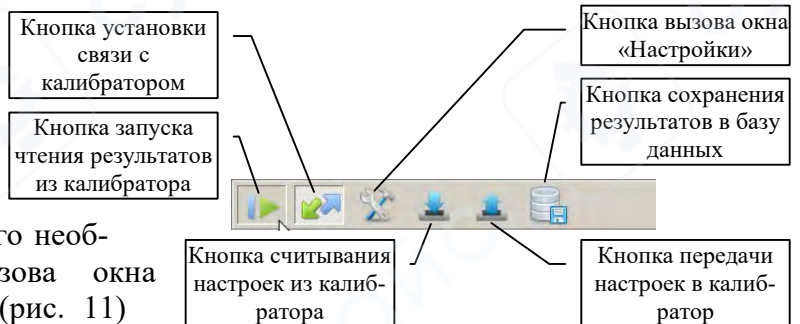 Кнопка установки
связи с
калибратором
Кнопка вызова окна
«Настройки»
Кнопка запуска
чтения результатов
из калибратора
Кнопка сохранения
результатов в базу
данных
го необ-
зова окна
(рис. 11)
Кнопка считывания
настроек из калиб-
ратора
Кнопка передачи
настроек в калиб-
ратор